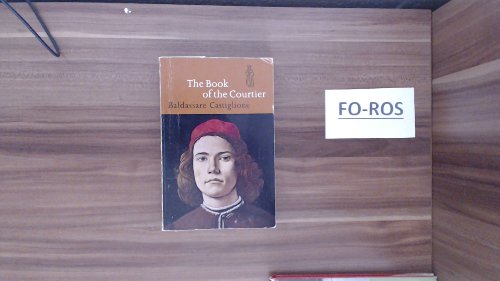 The Book
of the Courtier
Baldassare Castiglione
FO-ROS